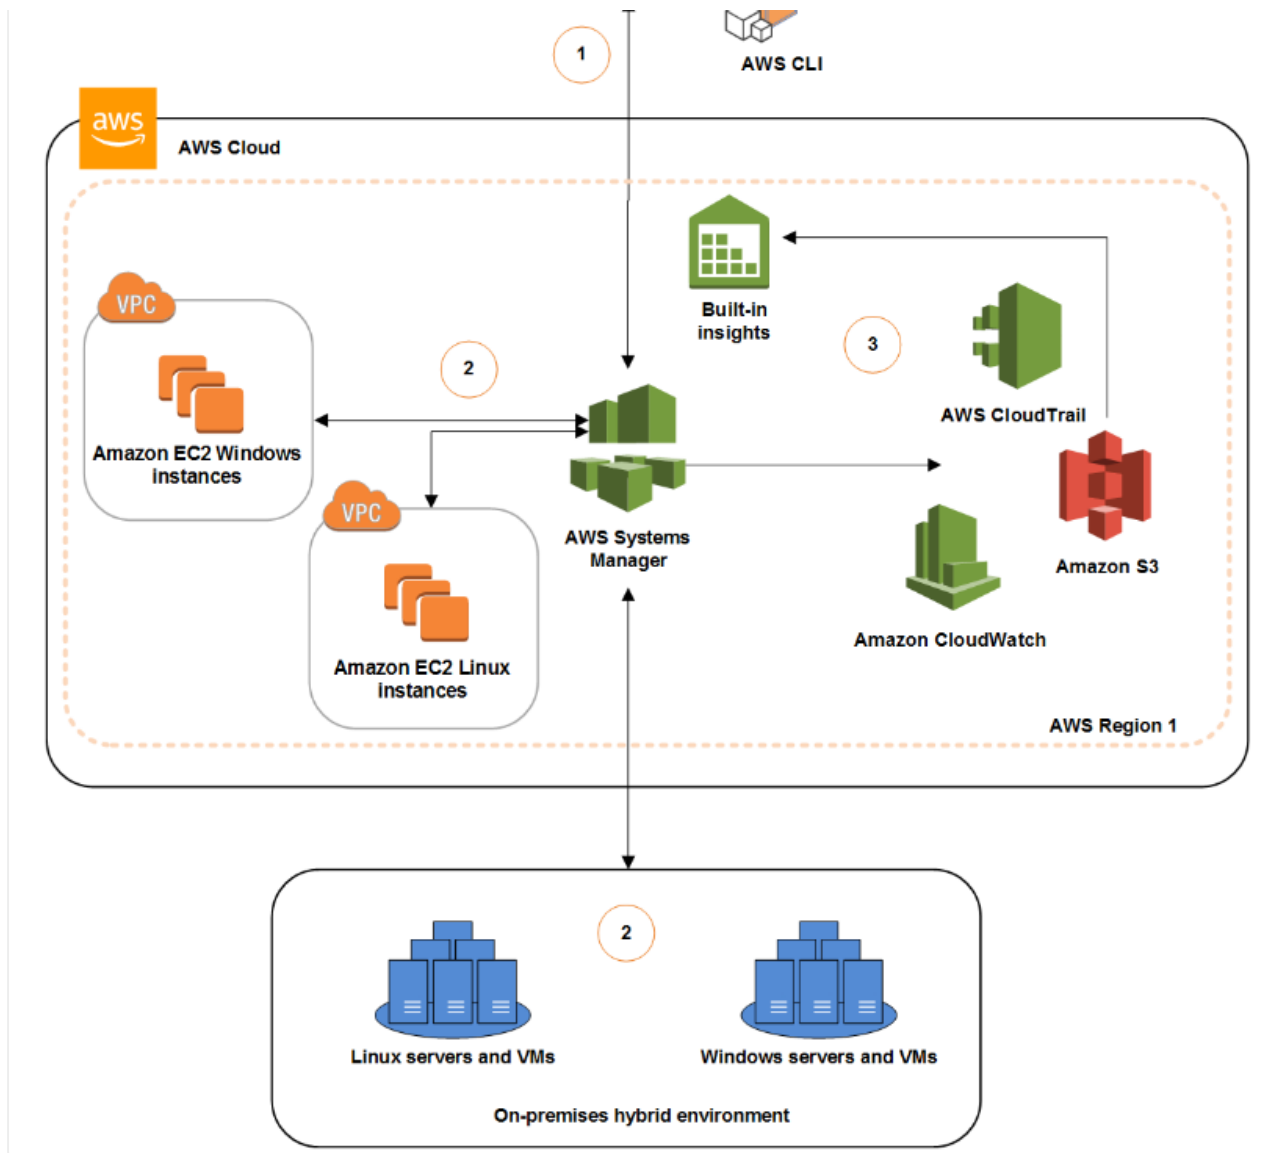 1
AWS CLI
aws
AWS Cloud
Built-in
insights
VPC
2
3
AWS CloudTrail
Amazon EC2 Windows
instances
VPC
AWS Systems
Manager
Amazon S3
Amazon CloudWatch
Amazon EC2 Linux
instances
AWS Region 1
2
Linux servers and VMs
Windows servers and VMs
On-premises hybrid environment